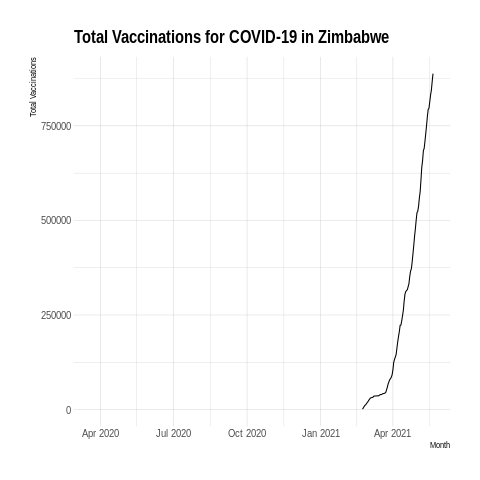 Total Vaccinations for COVID-19 in Zimbabwe
Total Vaccinations
750000
500000
250000
0
Apr 2020 Jul 2020 Oct 2020 Jan 2021 Apr 2021
Month